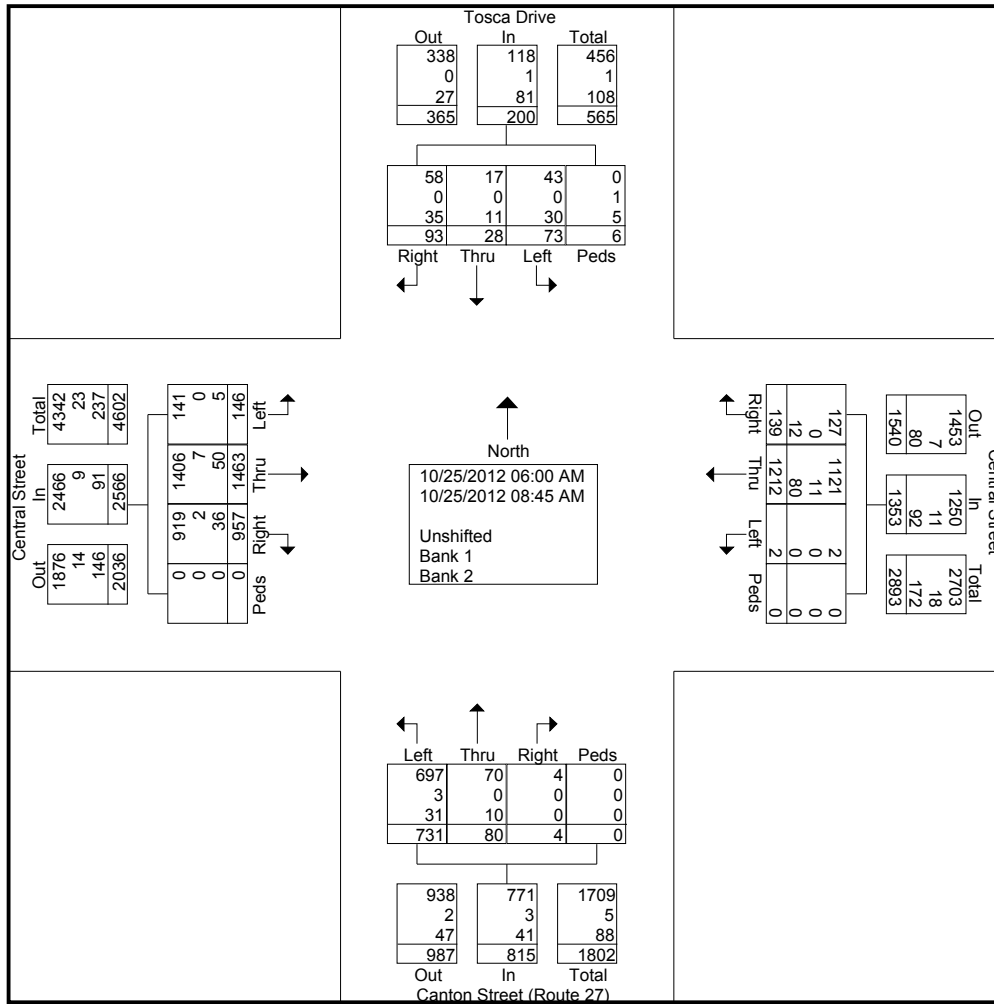 Tosca Drive
Out In Total
338 118 456
0 1 1
27 81 108
365 200 565
58 17 43 0
0 0 0 1
35 11 30 5
93 28 73 6
Right Thru Left Peds
Central Street
Total In Out
4342 2466 1876
23 9 14
237 91 146
4602 2566 2036
141 1406 919 0
0 7 2 0
5 50 36 0
146 1463 957 0
Left Thru Right Peds
North
10/25/2012 06:00 AM
10/25/2012 08:45 AM
Unshifted
Bank 1
Bank 2
Right Thru Left Peds
127 1121 2 0
0 11 0 0
12 80 0 0
139 1212 2 0
Out In Total
1453 1250 2703
7 11 18
80 92 172
1540 1353 2893
Central Street
Left Thru Right Peds
697 70 4 0
3 0 0 0
31 10 0 0
731 80 4 0
938 771 1709
2 3 5
47 41 88
987 815 1802
Out In Total
Canton Street (Route 27)